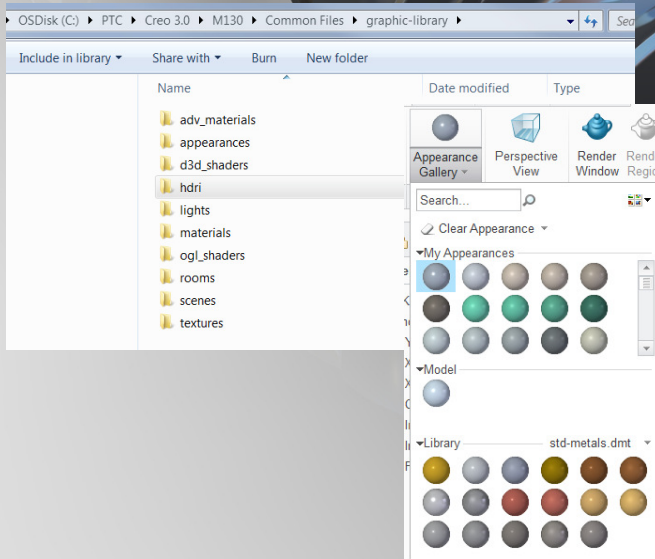 OSDisk (C:) ▸ PTC ▸ Creo 3.0 ▸ M130 ▸ Common Files ▸ graphic-library ▸
Include in library Share with Burn New folder
Name Date modified Type
adv_materials
appearances
d3d_shaders
hdri
lights
materials
ogl_shaders
rooms
scenes
textures
Appearance Gallery
Perspective View
Render Window
Search...
Clear Appearance
My Appearances
Model
Library std-metals.dmt